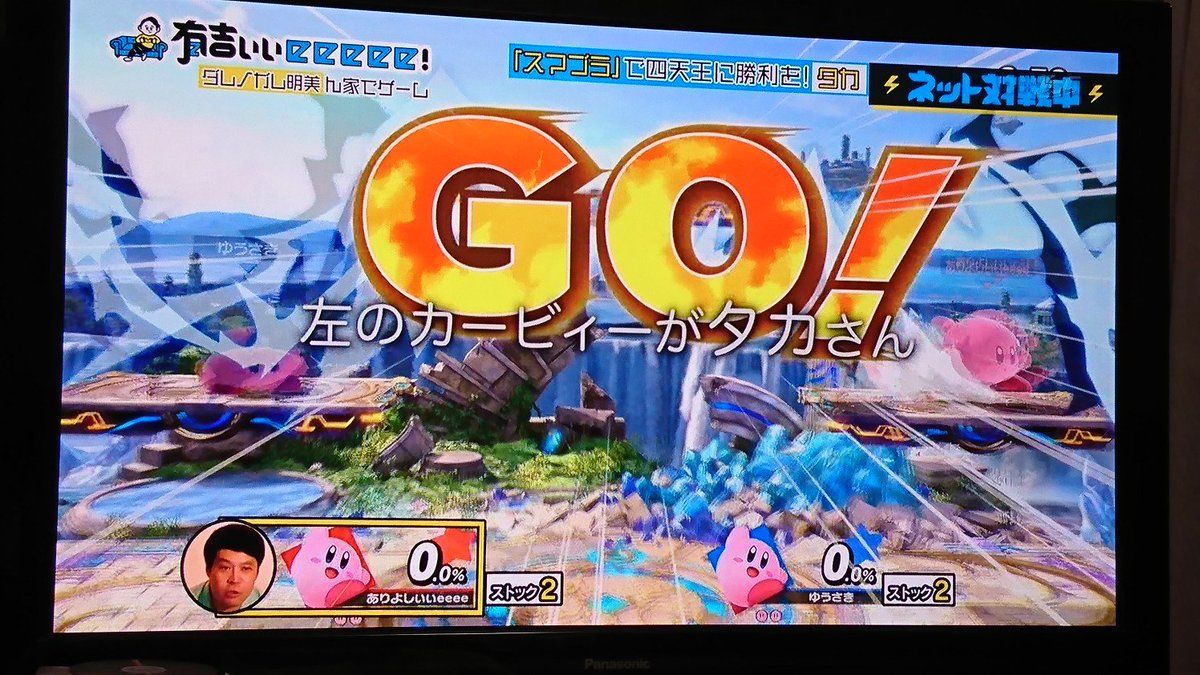 有吉ぃぃeeeee!
ダレノガレ明美ん家でゲーム
「スマブラ」で四天王に勝利せよ! タカ
ネット対戦中
GO!
ゆうさき
左のカービィーがタカさん
0.0%
ありよしいいeeee
ストック2
0.0%
ゆうさき
ストック2
Panasonic